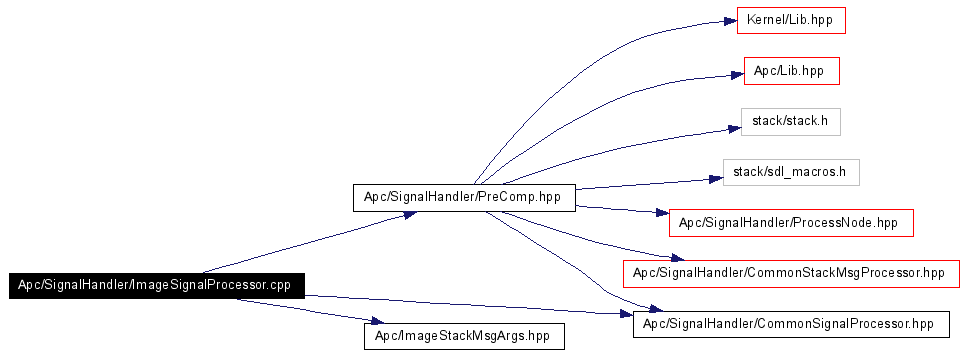 Kernel/Lib.hpp
Apc/Lib.hpp
stack/stack.h
stack/sdl_macros.h
Apc/SignalHandler/PreComp.hpp
Apc/SignalHandler/ProcessNode.hpp
Apc/SignalHandler/CommonStackMsgProcessor.hpp
Apc/SignalHandler/ImageSignalProcessor.cpp
Apc/SignalHandler/CommonSignalProcessor.hpp
Apc/ImageStackMsgArgs.hpp